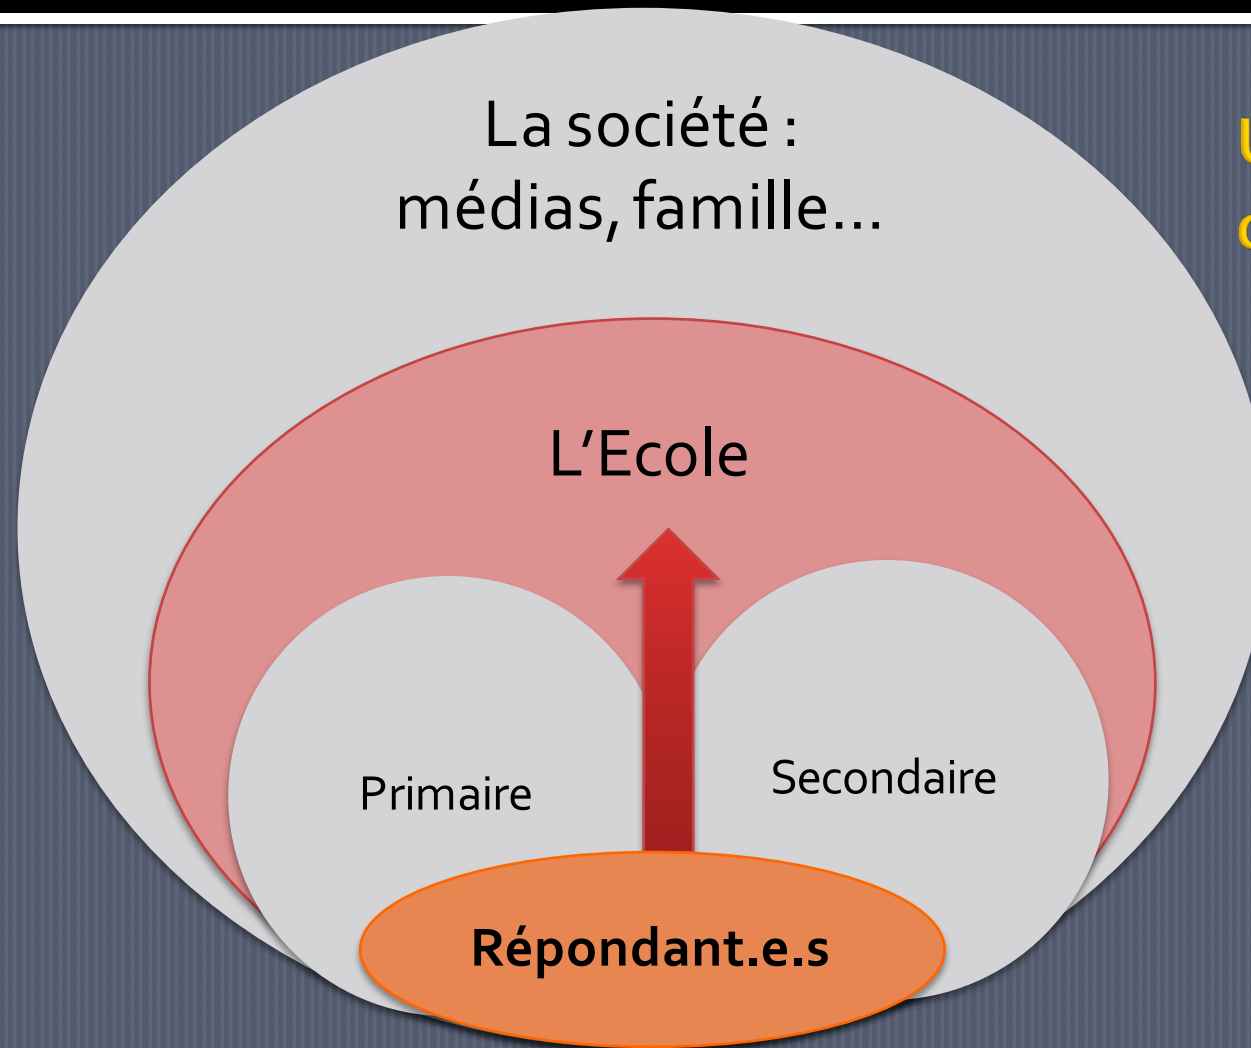 La société :
médias, famille...
L’Ecole
Primaire
Secondaire
Répondant.e.s